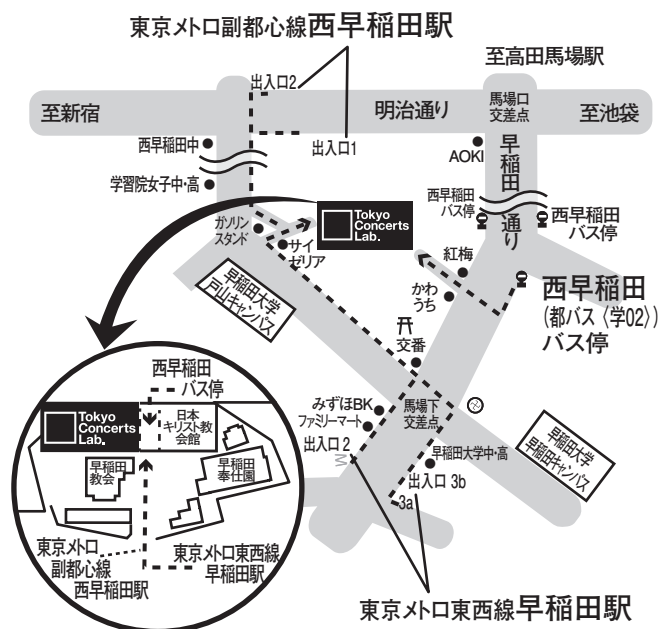 東京メトロ副都心線西早稲田駅
至高田馬場駅
出入口2
至新宿
明治通り
馬場口
交差点
至池袋
出入口1
西早稲田中
学習院女子中・高
AOKI
早稲田通り
西早稲田
バス停
西早稲田
バス停
Tokyo
Concerts
Lab.
ガソリン
スタンド
サイ
ゼリア
紅梅
かわ
うち
西早稲田
(都バス〈学02〉)
バス停
早稲田大学
戸山キャンパス
交番
みずほBK
ファミリーマート
出入口 2
馬場下
交差点
早稲田大学中・高
出入口 3b
3a
早稲田大学
早稲田キャンパス
西早稲田
バス停
Tokyo
Concerts
Lab.
日本
キリスト教
会館
早稲田
教会
早稲田
奉仕園
東京メトロ
副都心線
西早稲田駅
東京メトロ東西線
早稲田駅
東京メトロ東西線早稲田駅